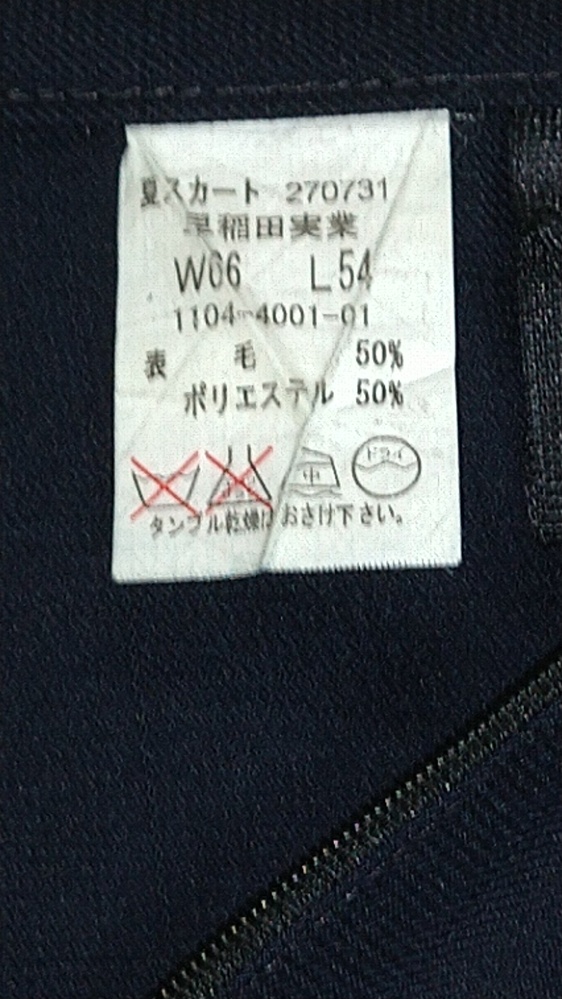 夏スカート 270731
早稲田実業
W66 L54
1104-4001-01
表 毛 50%
ポリエステル 50%
中 ドライ
タンブル乾燥はおさけ下さい。